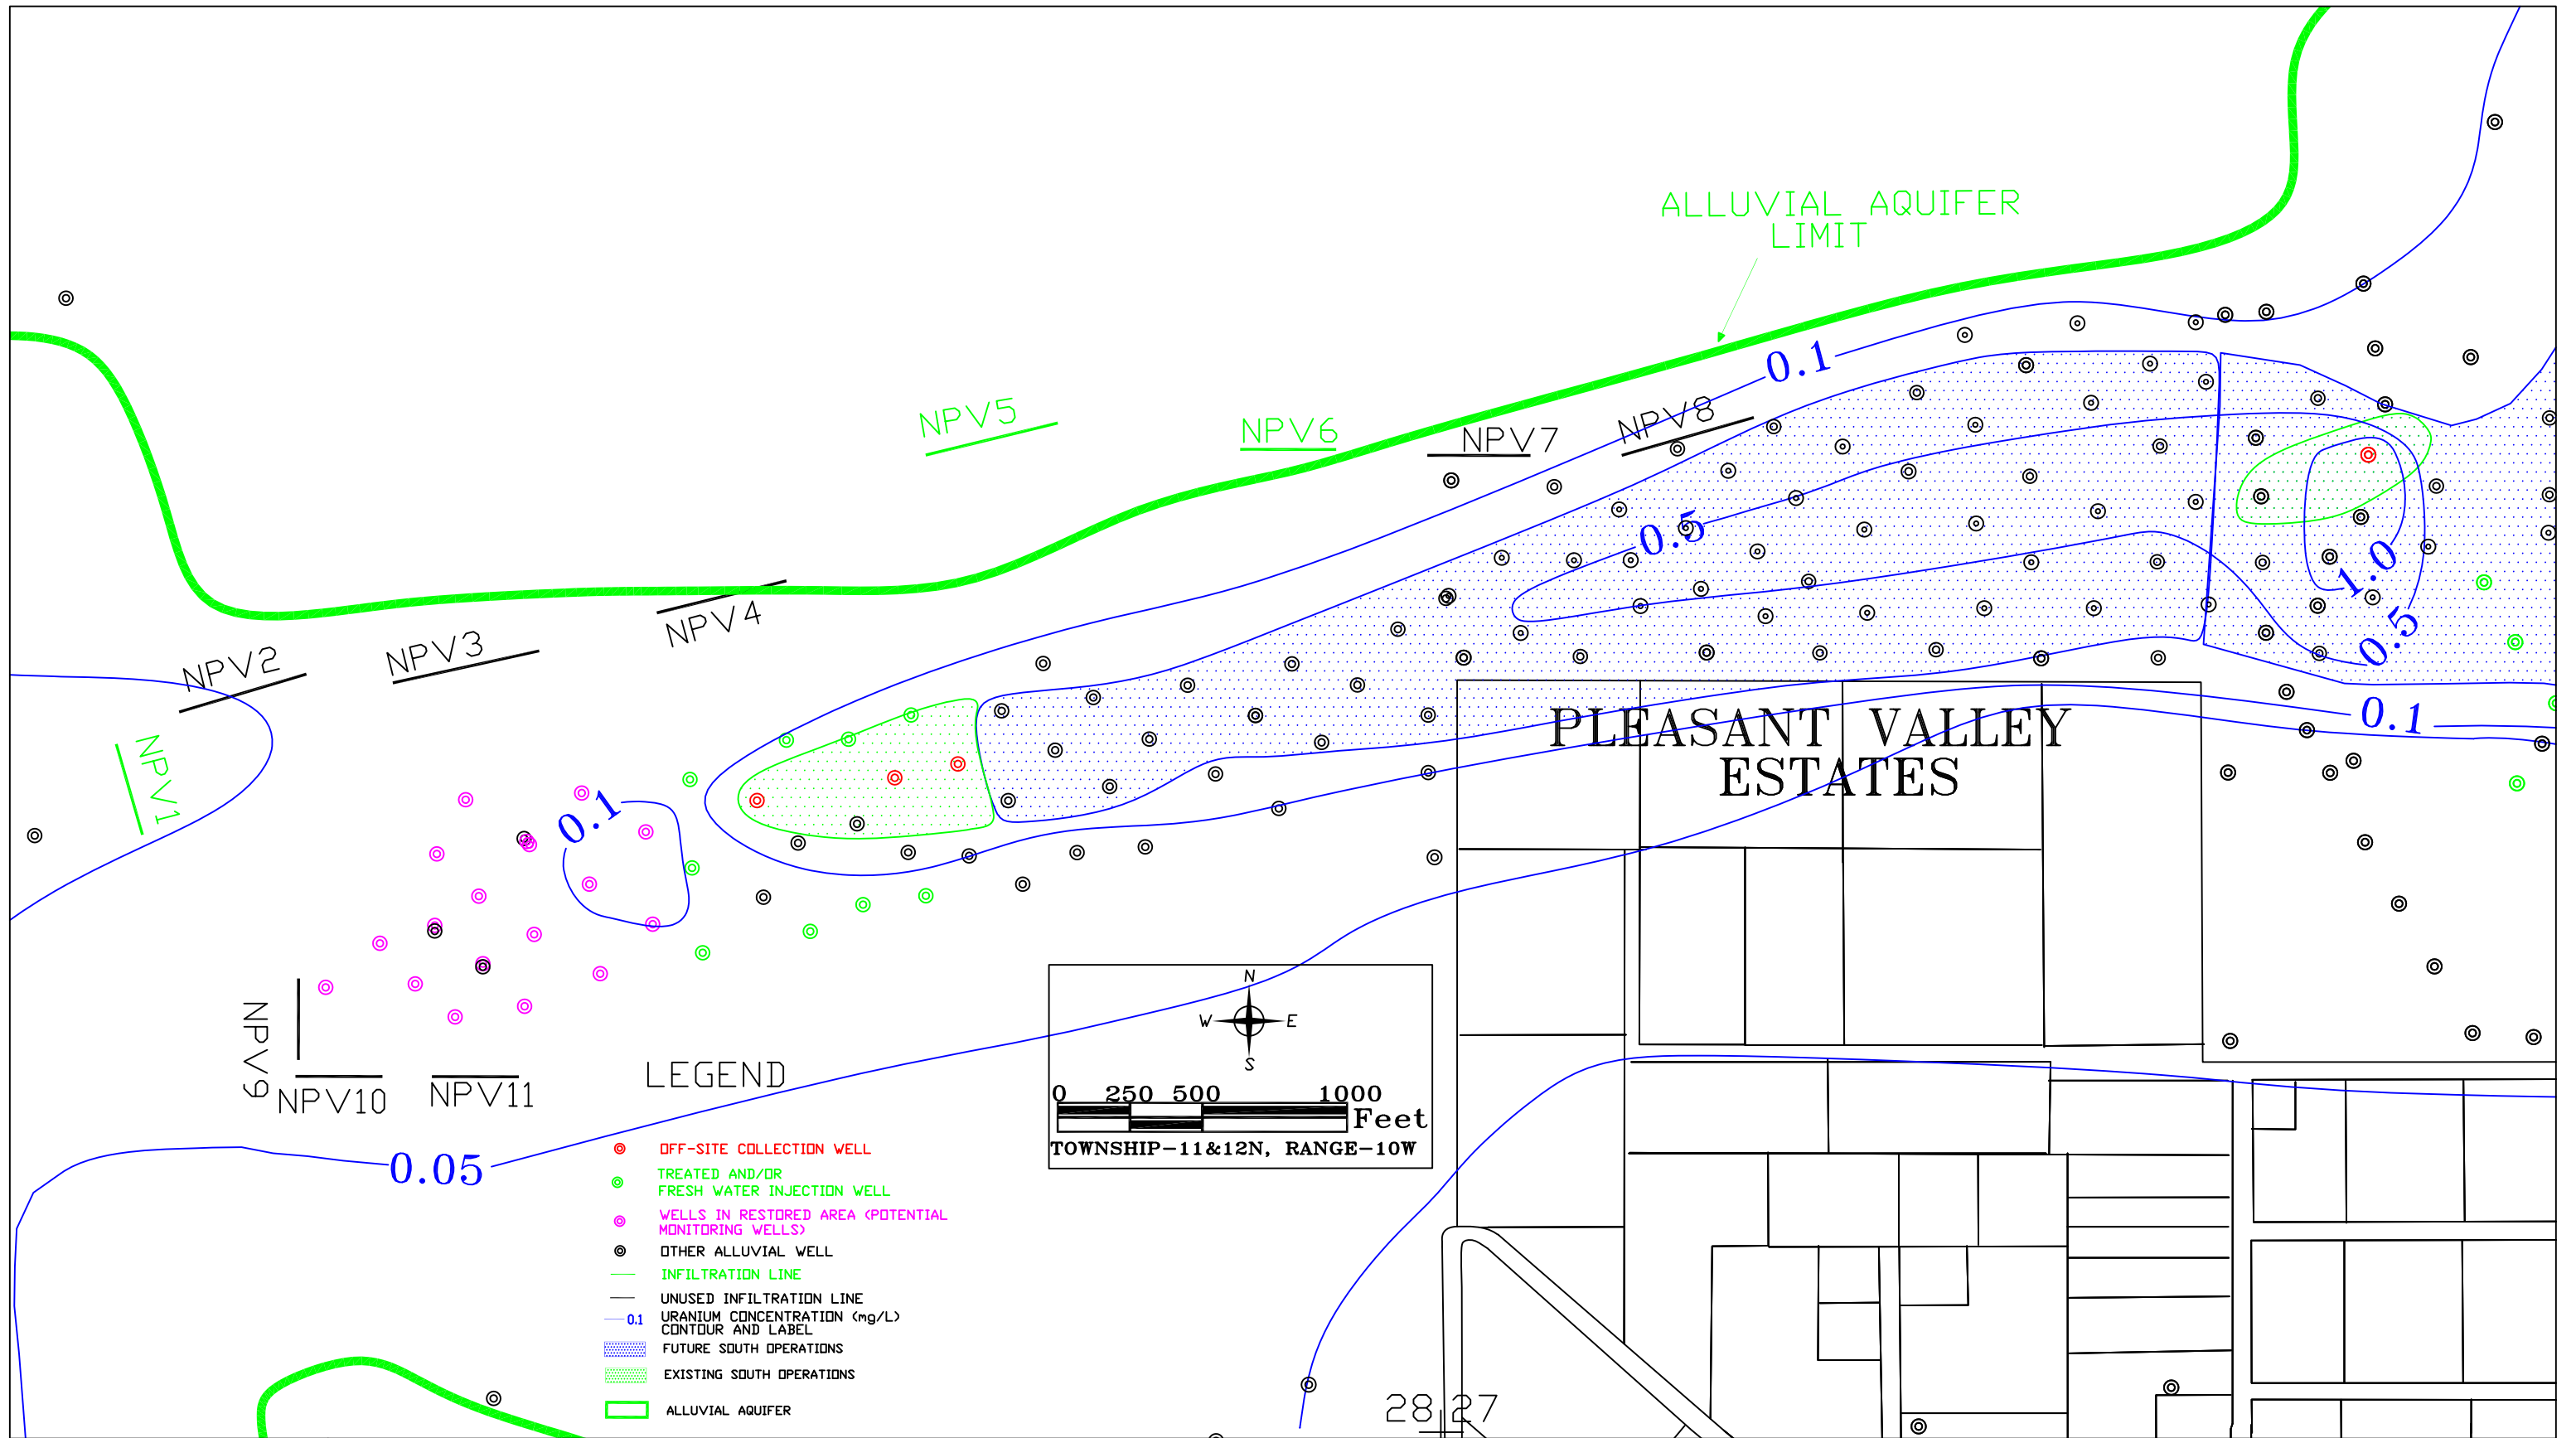 ALLUVIAL AQUIFER
LIMIT
0.1
NPV5
NPV6
NPV7
NPV8
0.5
1.0
0.5
NPV4
NPV3
NPV2
NPV1
0.1
PLEASANT VALLEY
ESTATES
0.1
NPV9
NPV10
NPV11
0.05
N
W E
S
0 250 500 1000
Feet
TOWNSHIP-11&12N, RANGE-10W
LEGEND
OFF-SITE COLLECTION WELL
TREATED AND/OR
FRESH WATER INJECTION WELL
WELLS IN RESTORED AREA (POTENTIAL
MONITORING WELLS)
OTHER ALLUVIAL WELL
INFILTRATION LINE
UNUSED INFILTRATION LINE
0.1 URANIUM CONCENTRATION (mg/L)
CONTOUR AND LABEL
FUTURE SOUTH OPERATIONS
EXISTING SOUTH OPERATIONS
ALLUVIAL AQUIFER
28 27